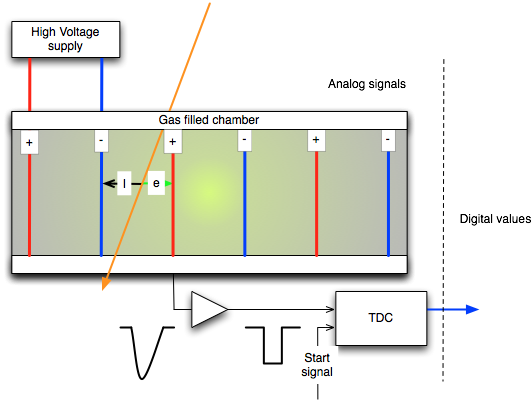 High Voltage
supply
Analog signals
Gas filled chamber
+ - + - + -
I e
Digital values
TDC
Start
signal